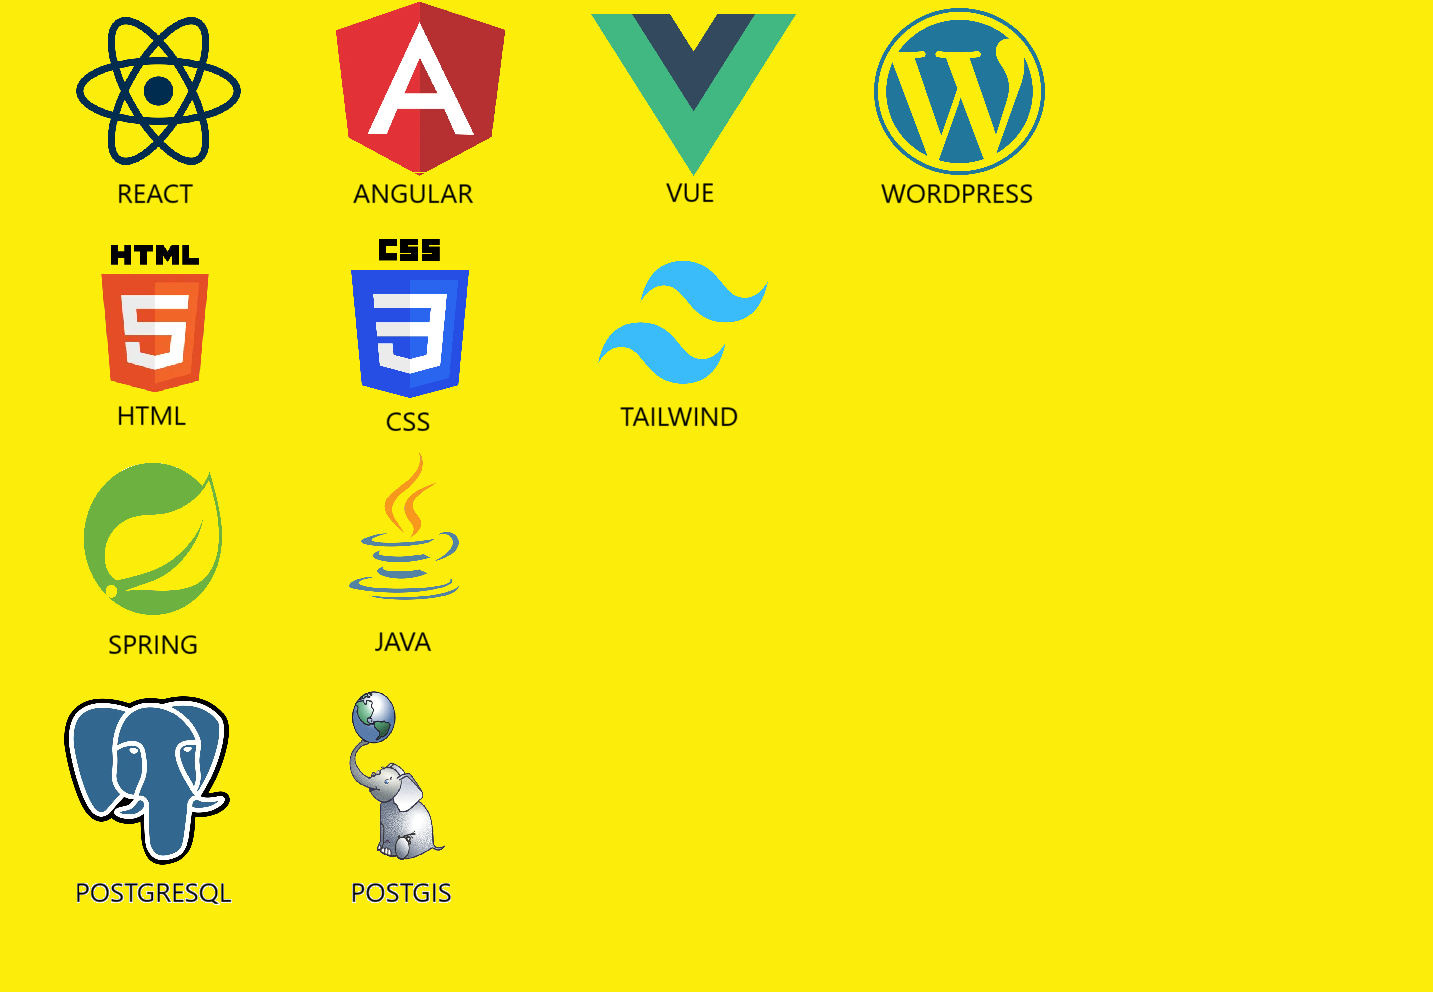 REACT
ANGULAR
VUE
WORDPRESS
HTML
CSS
HTML
CSS
TAILWIND
SPRING
JAVA
POSTGRESQL
POSTGIS